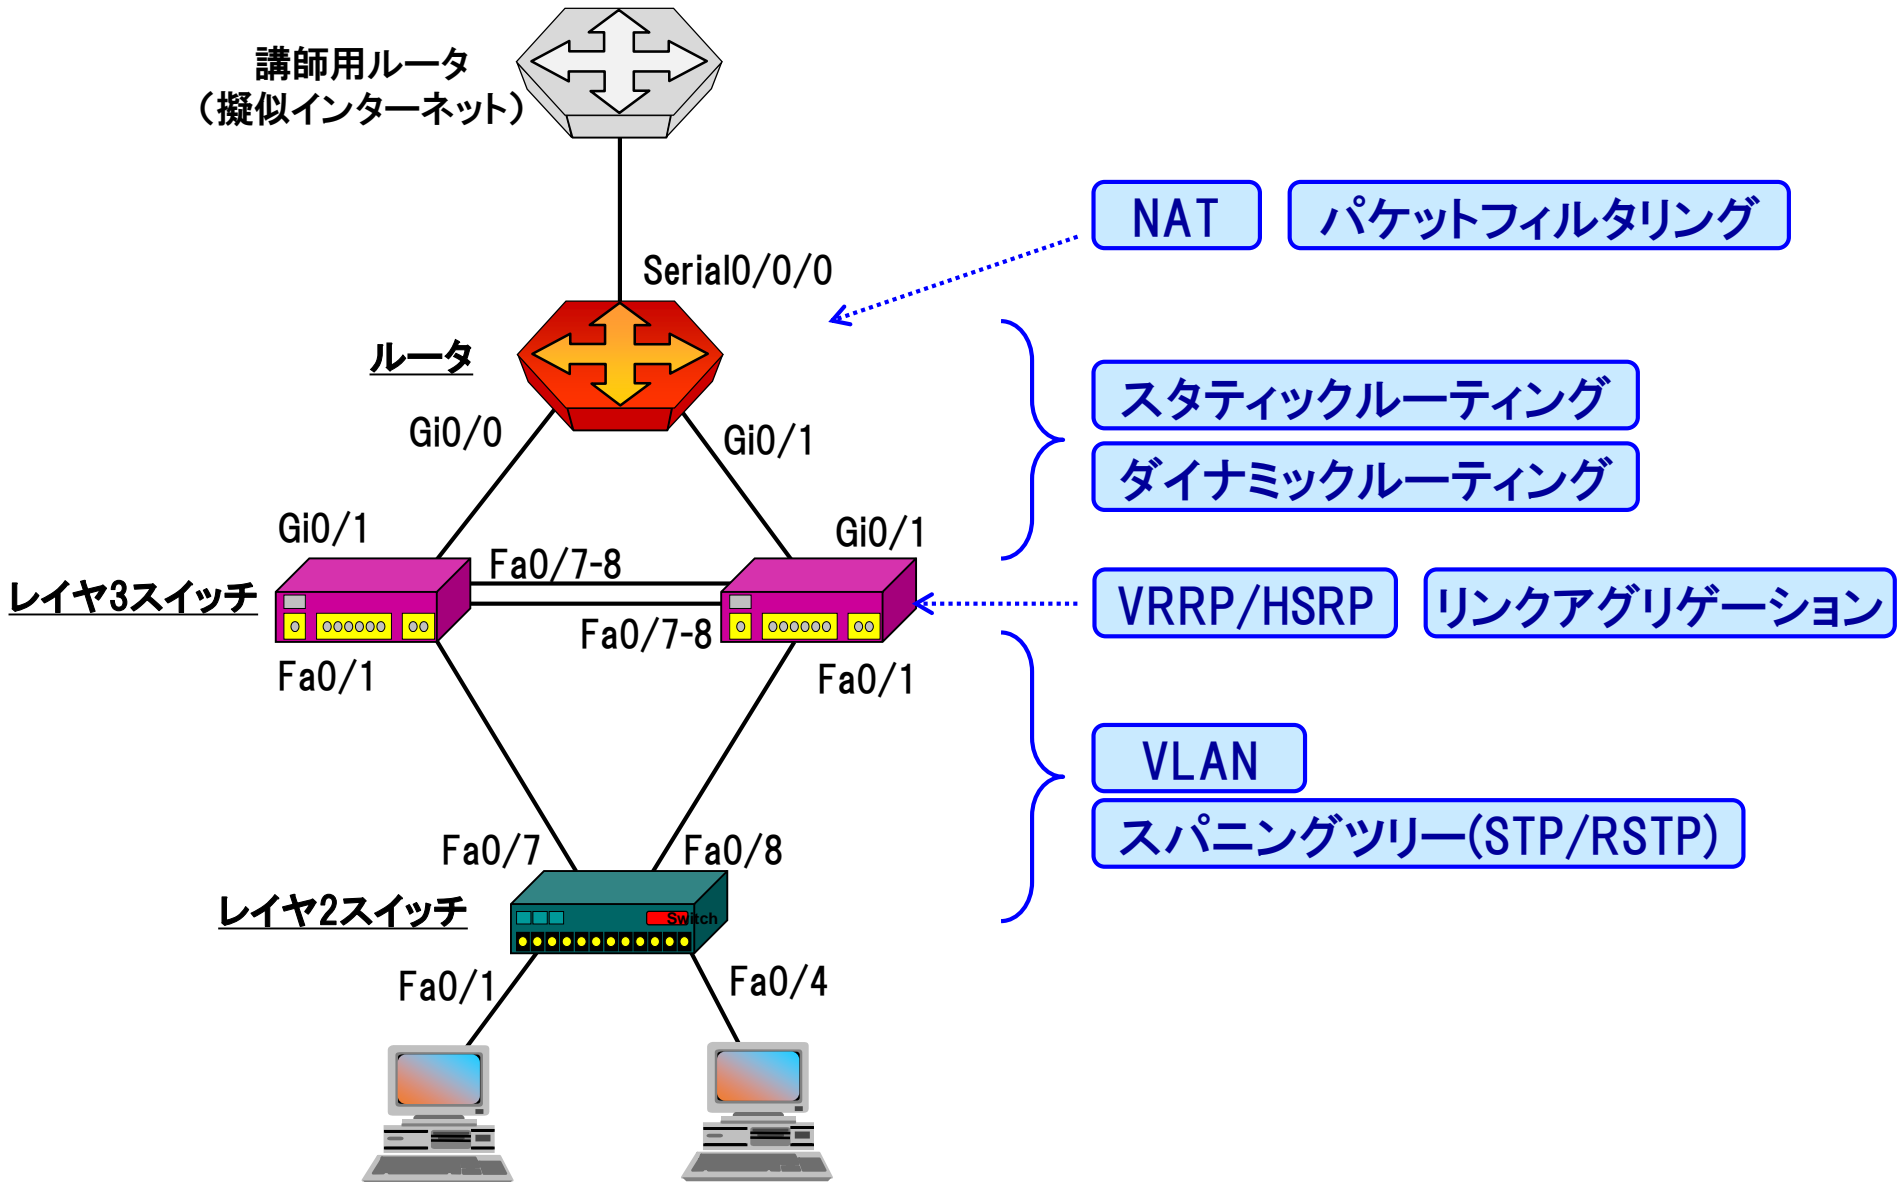 講師用ルータ
（擬似インターネット）
NAT
パケットフィルタリング
Serial0/0/0
ルータ
スタティックルーティング
Gi0/0
Gi0/1
ダイナミックルーティング
Gi0/1
Gi0/1
Fa0/7-8
レイヤ3スイッチ
VRRP/HSRP
リンクアグリゲーション
Fa0/7-8
Fa0/1
Fa0/1
VLAN
スパニングツリー(STP/RSTP)
Fa0/7
Fa0/8
レイヤ2スイッチ
Switch
Fa0/1
Fa0/4